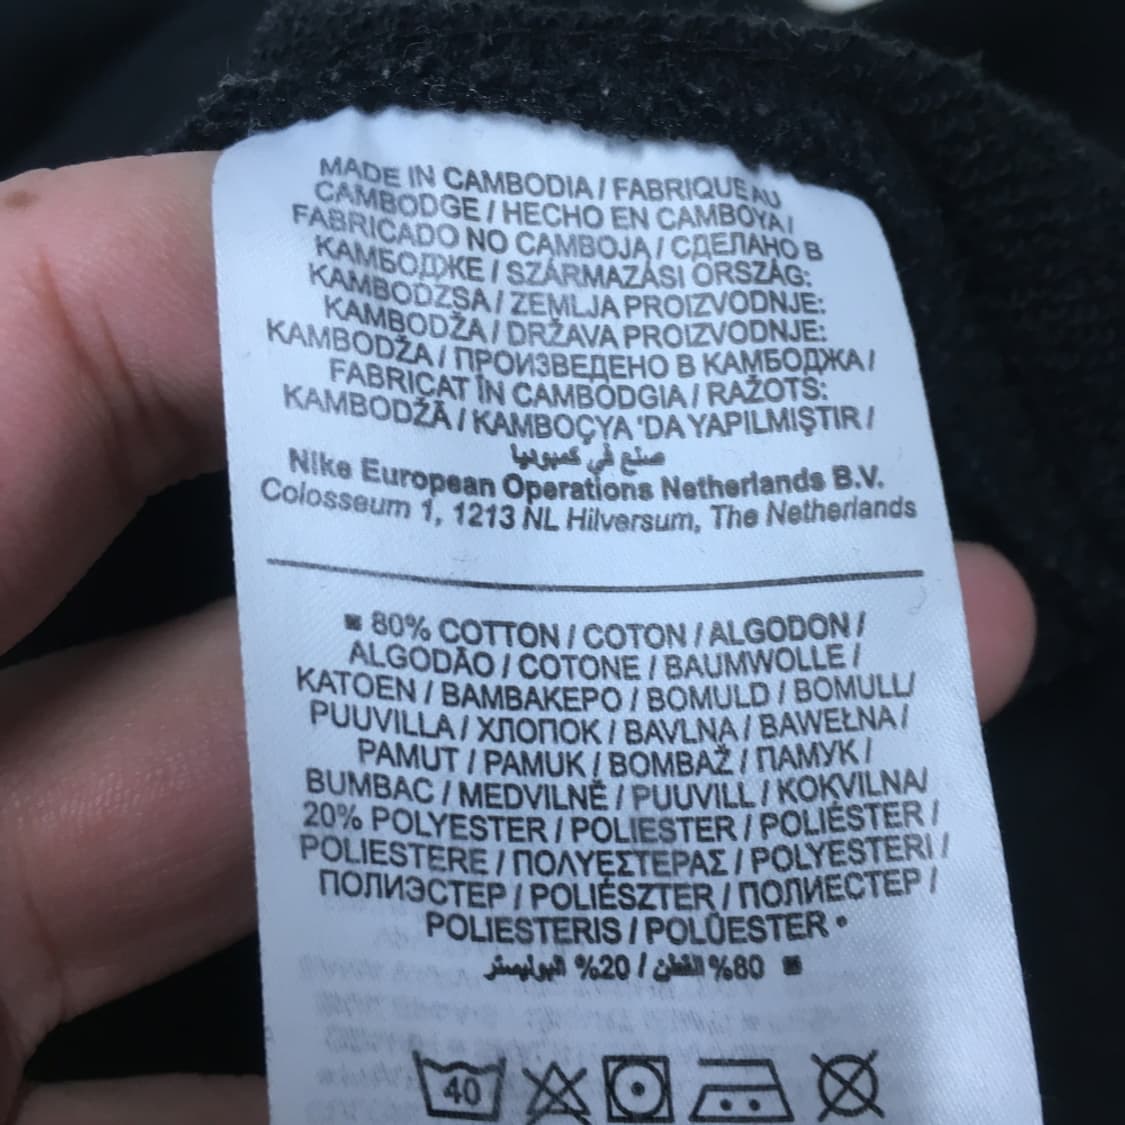 MADE IN CAMBODIA / FABRIQUE AU
CAMBODGE / HECHO EN CAMBOYA /
FABRICADO NO CAMBOJA / СДЕЛАНО В
КАМБОДЖЕ / SZÁRMAZÁSI ORSZÁG:
KAMBODZSA / ZEMLJA PROIZVODNJE:
KAMBODŽA / DRŽAVA PROIZVODNJE:
KAMBODŽA / ПРОИЗВЕДЕНО В КАМБОДЖА /
FABRICAT ÎN CAMBODGIA / RAŽOTS:
KAMBODŽĀ / KAMBOÇYA 'DA YAPILMIŞTIR /
صنع في كمبوديا
Nike European Operations Netherlands B.V.
Colosseum 1, 1213 NL Hilversum, The Netherlands
80% COTTON / COTON / ALGODON /
ALGODÃO / COTONE / BAUMWOLLE /
KATOEN / BAMBAKEPO / BOMULD / BOMULL/
PUUVILLA / ХЛОПОК / BAVLNA / BAWEŁNA /
PAMUT / PAMUK / BOMBAŽ / ПАМУК /
BUMBAC / MEDVILNĖ / PUUVILL / KOKVILNA/
20% POLYESTER / POLIESTER / POLIÉSTER /
POLIESTERE / ΠΟΛΥΕΣΤΕΡΑΣ / POLYESTERI /
ПОЛИЭСТЕР / POLIÉSZTER / ПОЛИЕСТЕР /
POLIESTERIS / POLÜESTER •
80% القطن / 20% البوليستر
40